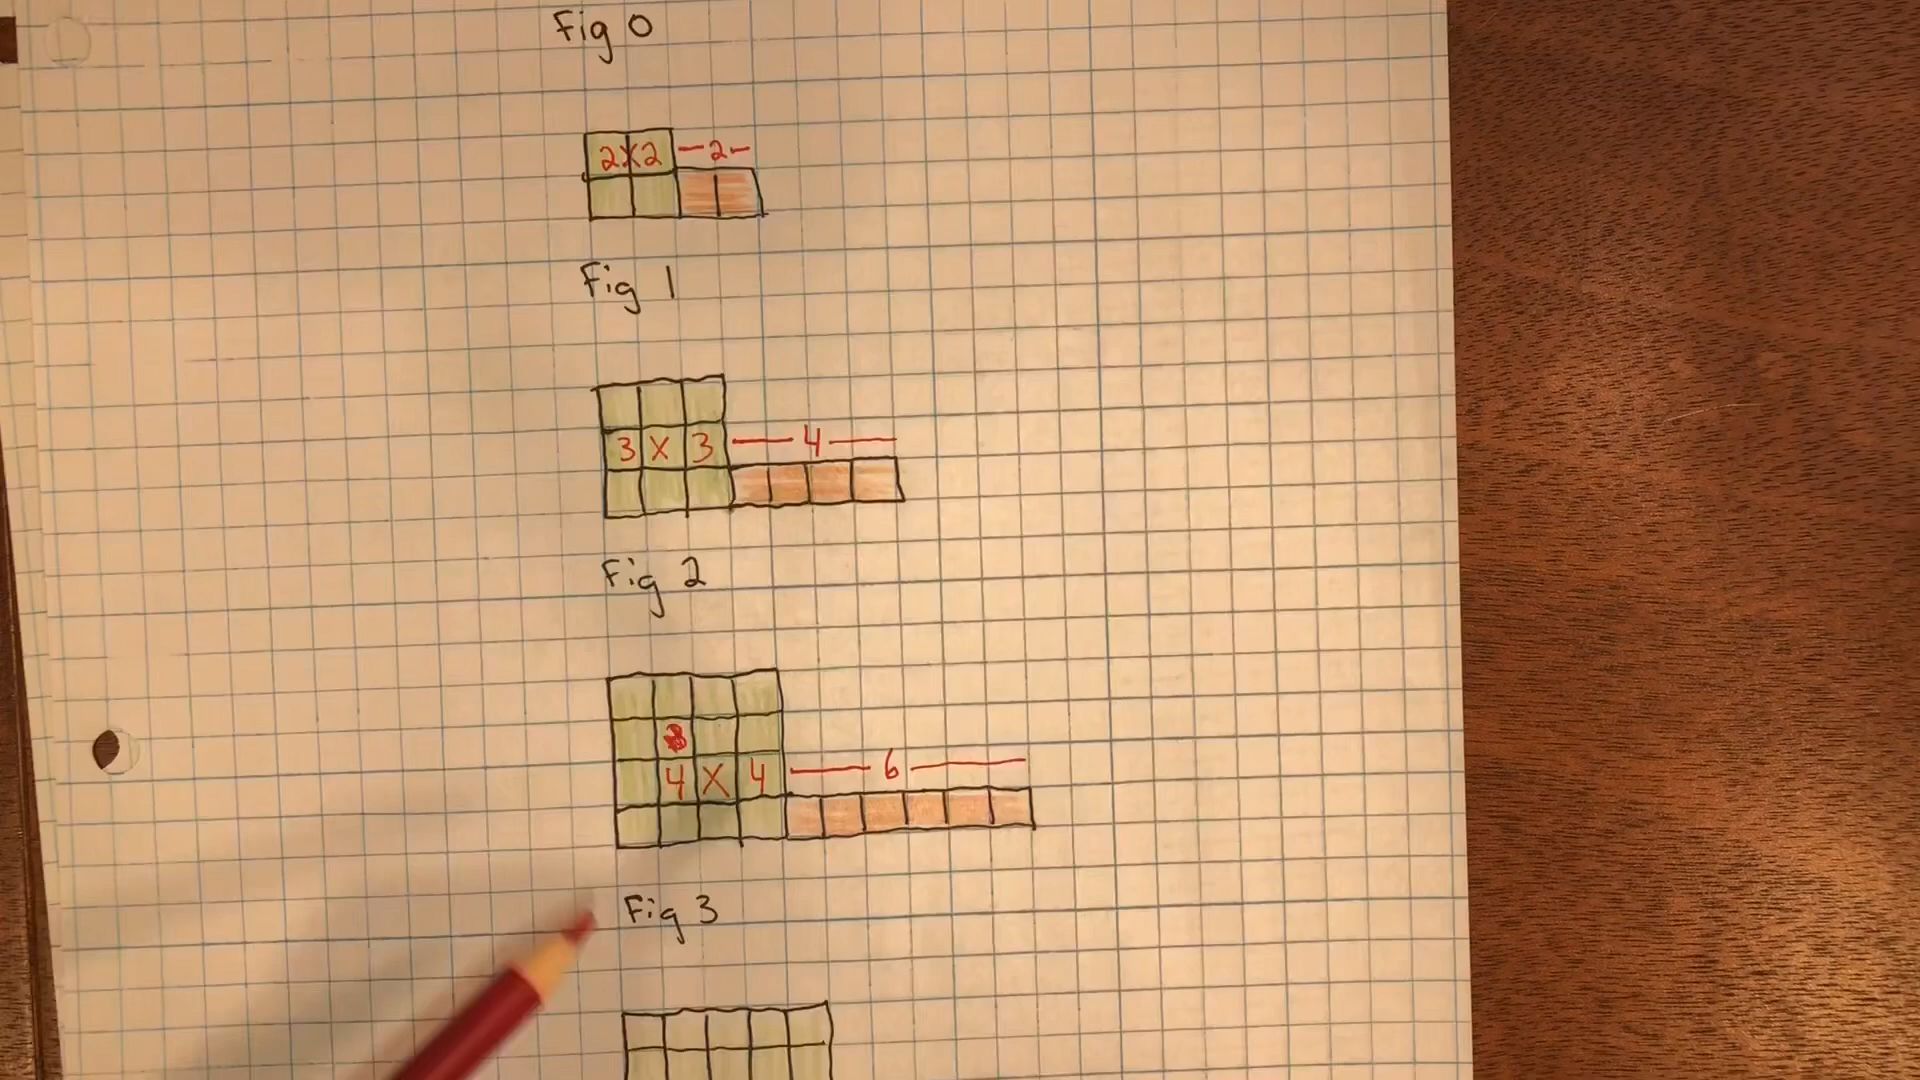 Fig 0
2x2 -2-
Fig 1
3 X 3 — 4 —
Fig 2
4 X 4 — 6 —
Fig 3